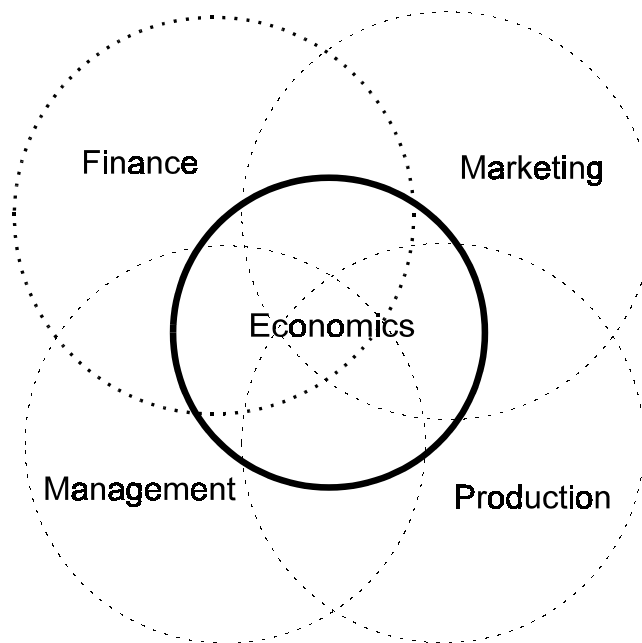 Finance
Marketing
Economics
Management
Production